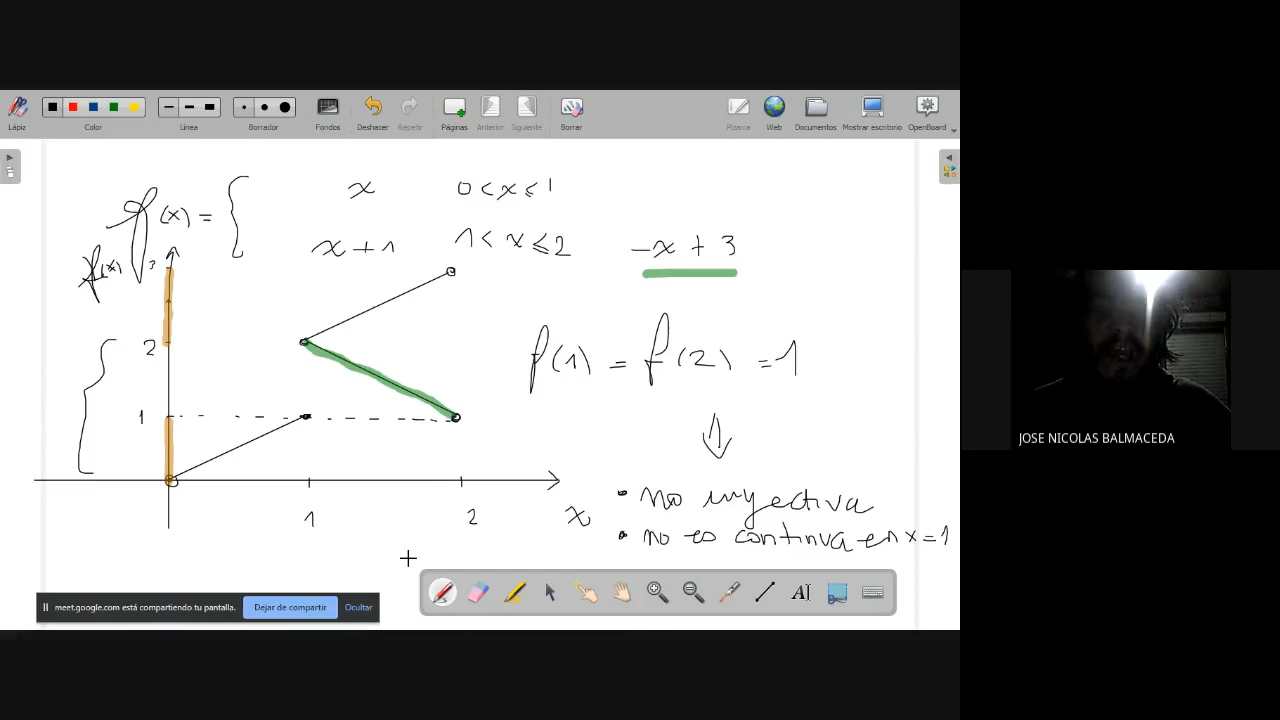 Lápiz Color Línea Borrador Fondos Deshacer Repetir Páginas Anterior Siguiente Borrar Pizarra Web Documentos Mostrar escritorio OpenBoard
f(x) = { x 0 < x ≤ 1
x + 1 1 < x ≤ 2 -x + 3
f(x) 3
2
f(1) = f(2) = 1
1
⇓
1 2 x
• no inyectiva
• no es continua en x = 1
meet.google.com está compartiendo tu pantalla. Dejar de compartir Ocultar
JOSE NICOLAS BALMACEDA